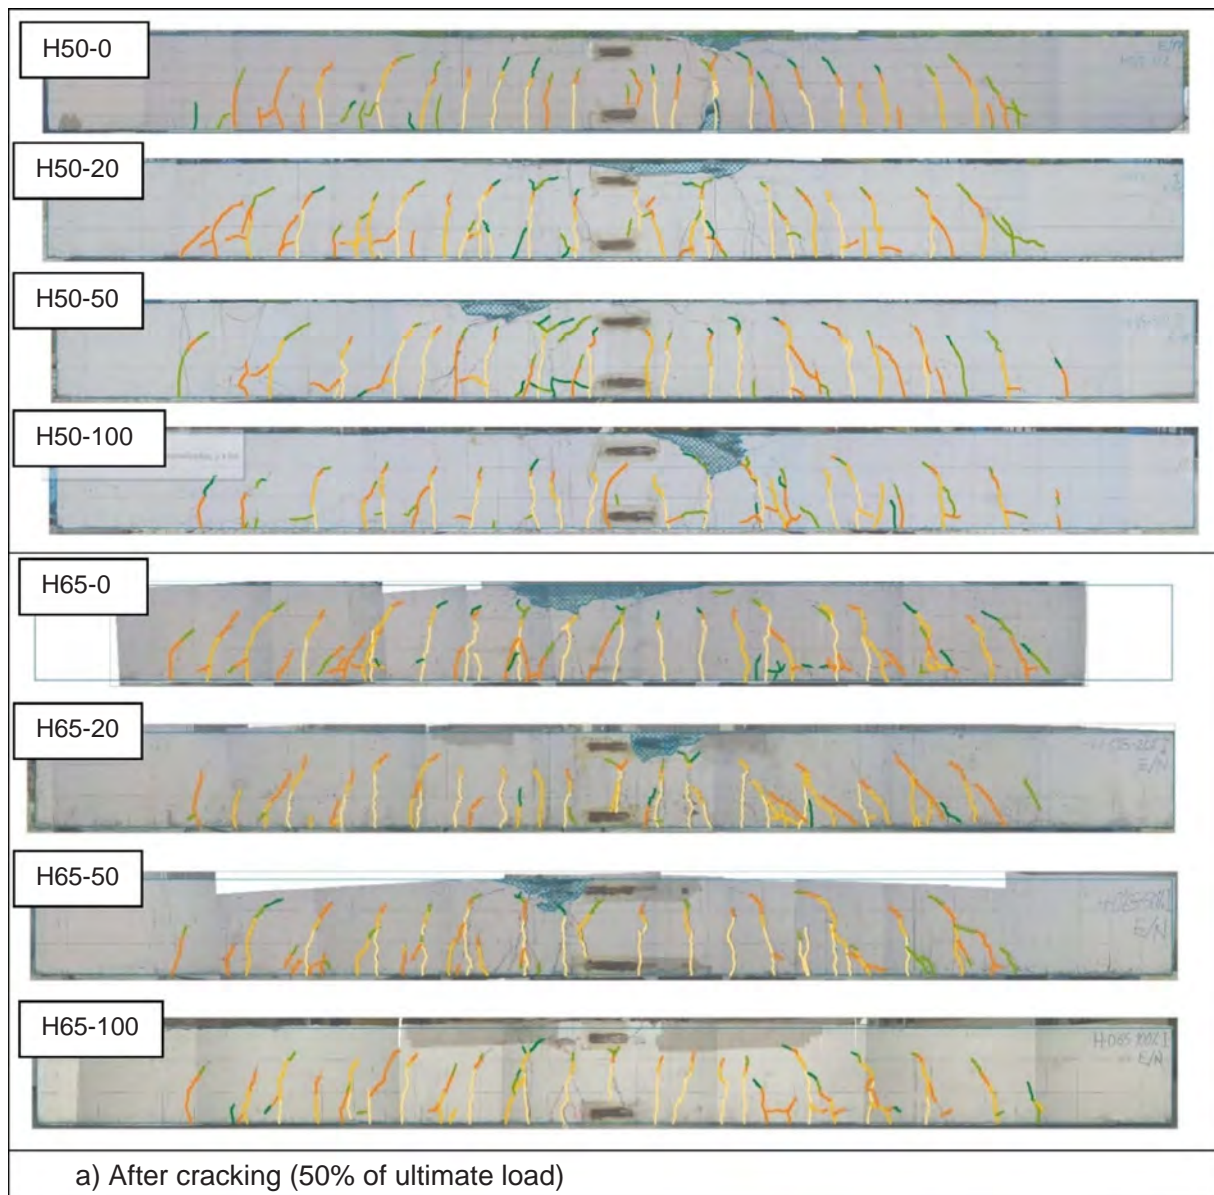 H50-0
H50-20
H50-50
H50-100
H65-0
H65-20
H65-50
H65-100
E/N
E/N
E/N
a) After cracking (50% of ultimate load)